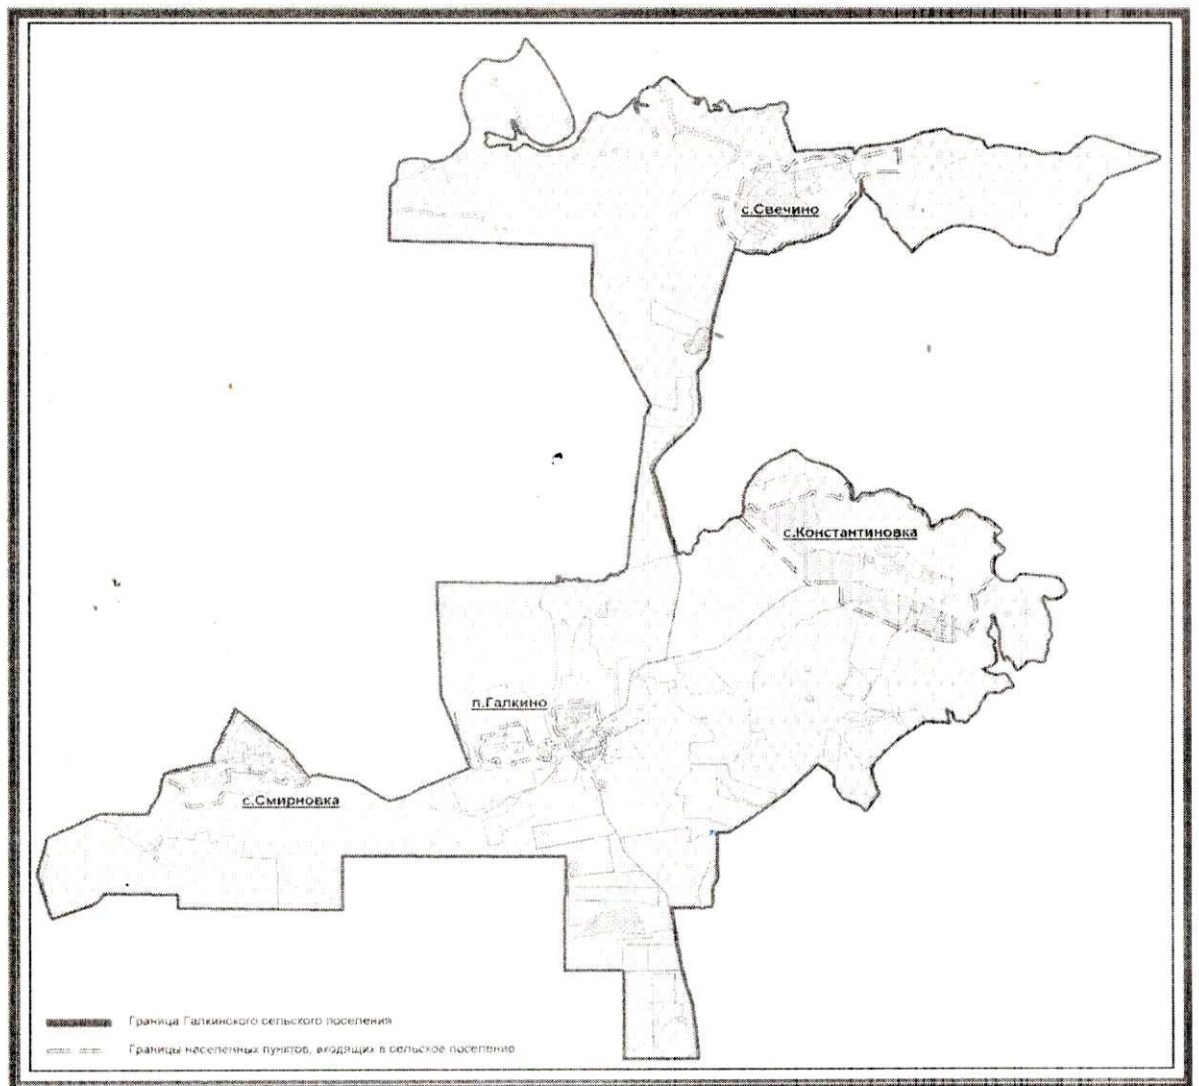 с.Свечино
с.Константиновка
п.Галкино
с.Смирновка
Граница Галкинского сельского поселения
Границы населенных пунктов, входящих в сельское поселение